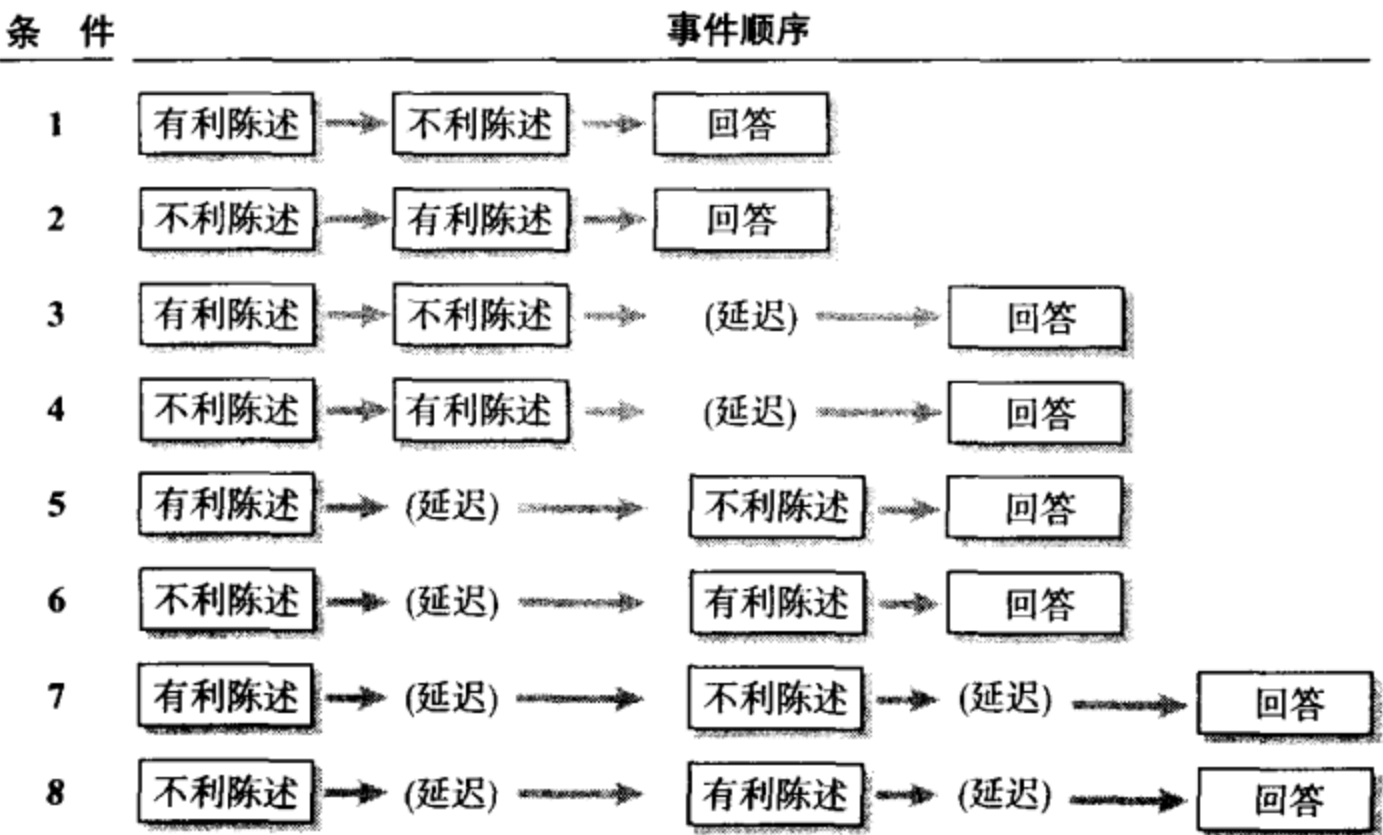 条 件 事件顺序
1 有利陈述 不利陈述 回答
2 不利陈述 有利陈述 回答
3 有利陈述 不利陈述 (延迟) 回答
4 不利陈述 有利陈述 (延迟) 回答
5 有利陈述 (延迟) 不利陈述 回答
6 不利陈述 (延迟) 有利陈述 回答
7 有利陈述 (延迟) 不利陈述 (延迟) 回答
8 不利陈述 (延迟) 有利陈述 (延迟) 回答